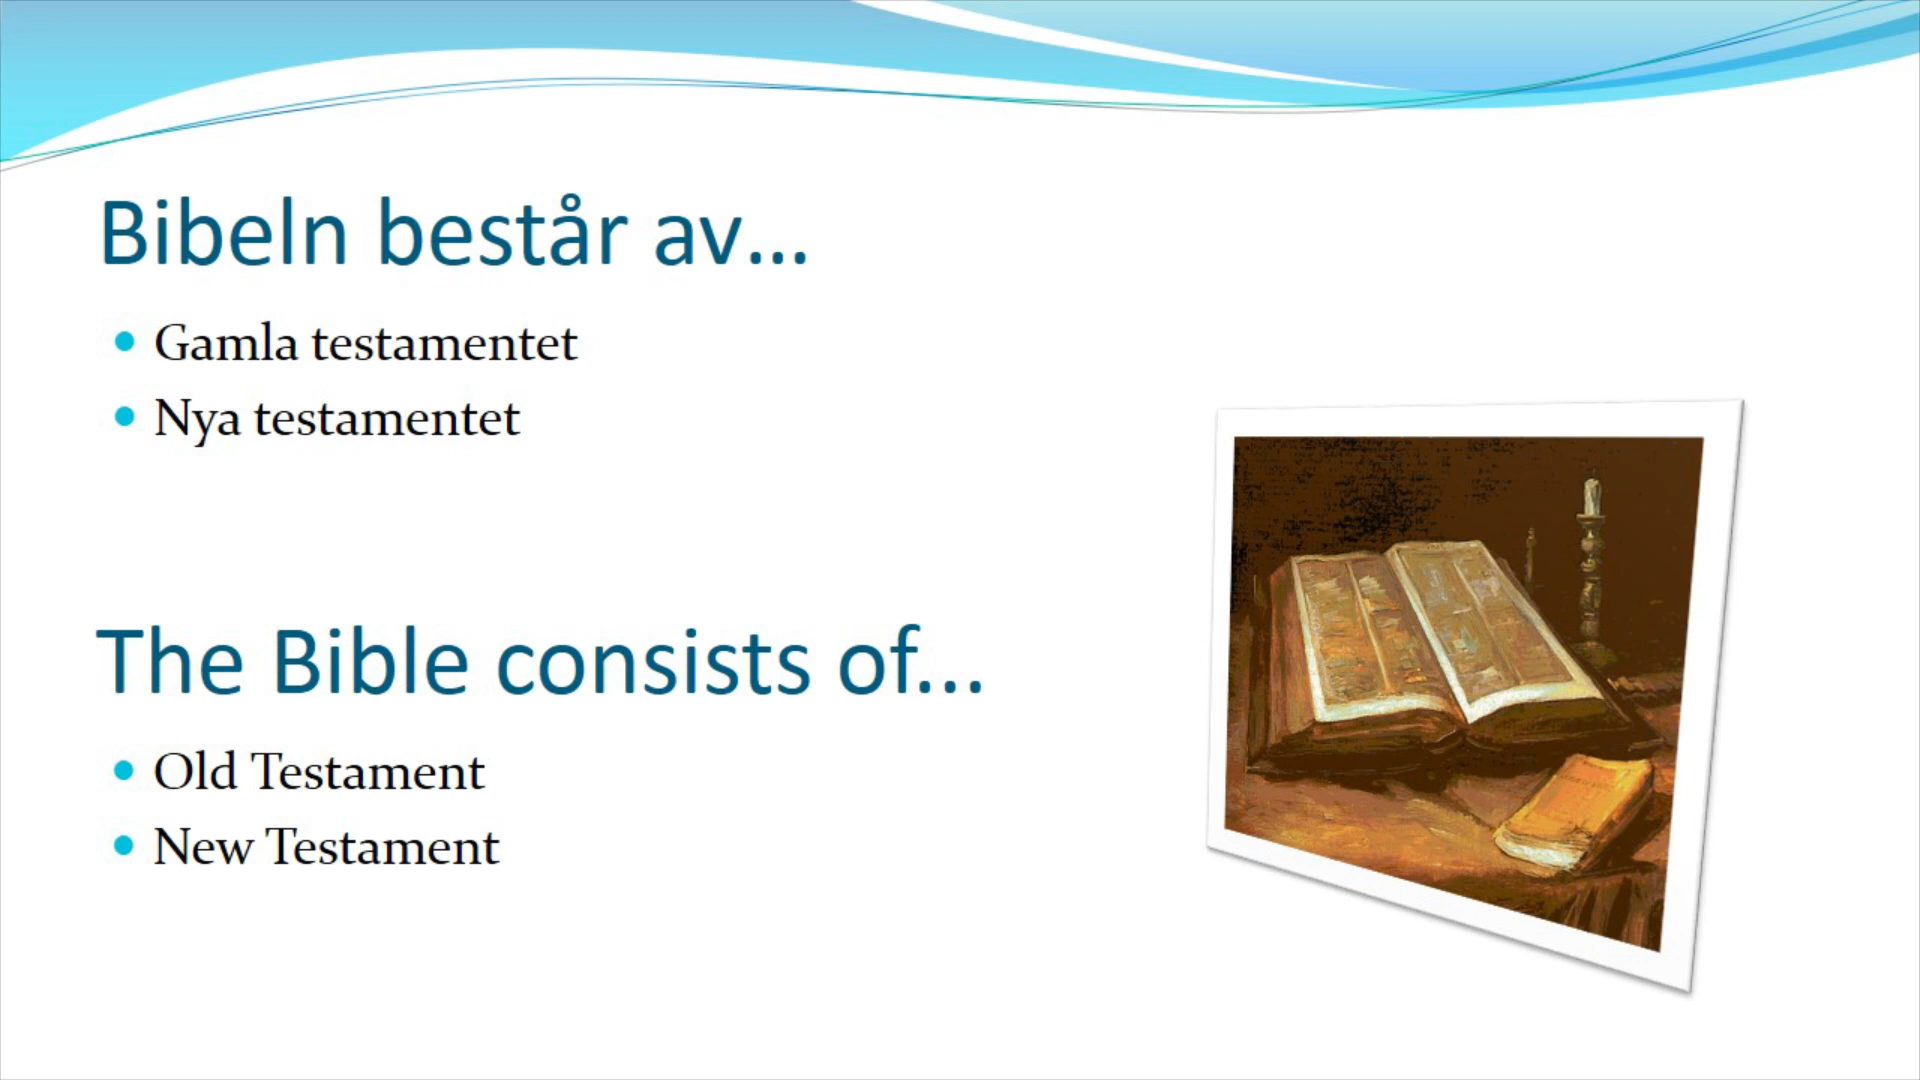 Bibeln består av...
• Gamla testamentet
• Nya testamentet
The Bible consists of...
• Old Testament
• New Testament